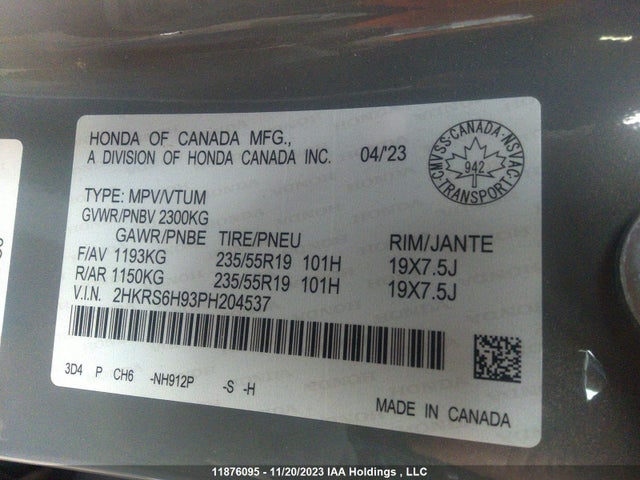 HONDA OF CANADA MFG.,
A DIVISION OF HONDA CANADA INC. 04/'23
CMVSS · CANADA · NSVAC
942
TRANSPORT
TYPE: MPV/VTUM
GVWR/PNBV 2300KG
GAWR/PNBE TIRE/PNEU RIM/JANTE
F/AV 1193KG 235/55R19 101H 19X7.5J
R/AR 1150KG 235/55R19 101H 19X7.5J
V.I.N. 2HKRS6H93PH204537
3D4 P CH6 -NH912P -S -H
MADE IN CANADA
11876095 - 11/20/2023 IAA Holdings , LLC